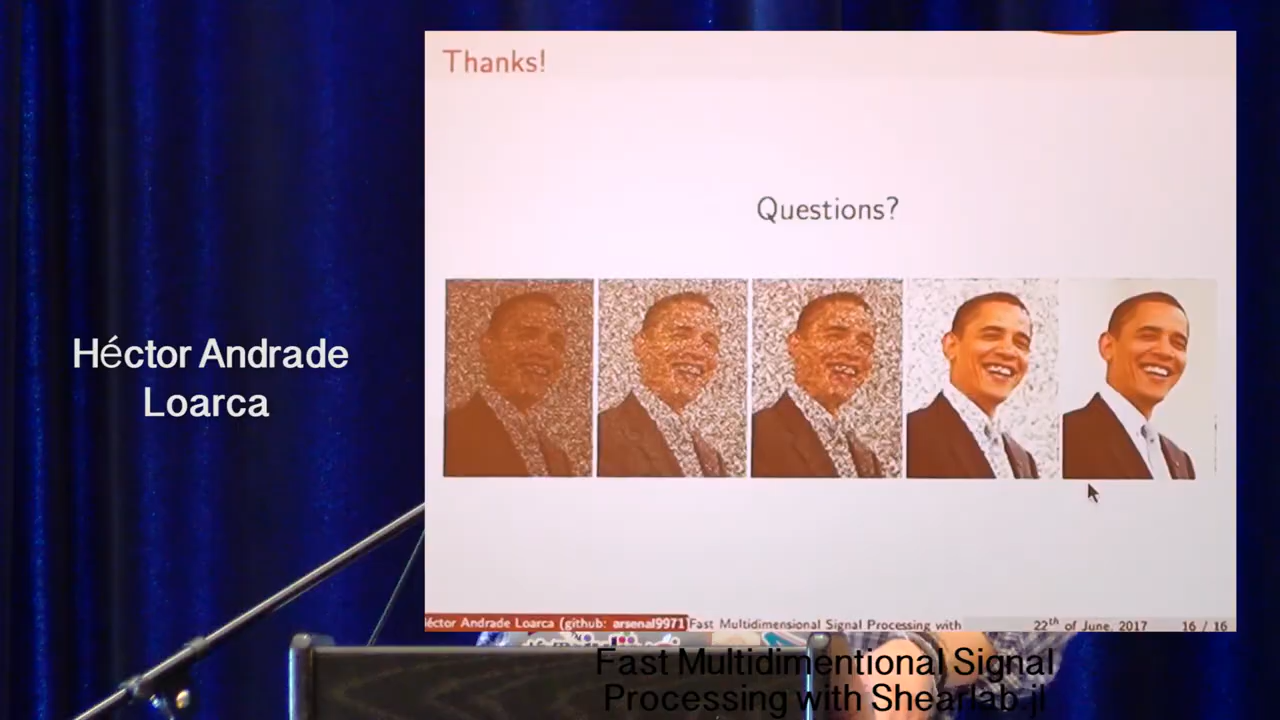 Thanks!
Questions?
Héctor Andrade
Loarca
éctor Andrade Loarca (github: arsenal9971) Fast Multidimensional Signal Processing with 22th of June, 2017 16 / 16
Fast Multidimentional Signal
Processing with Shearlab.jl